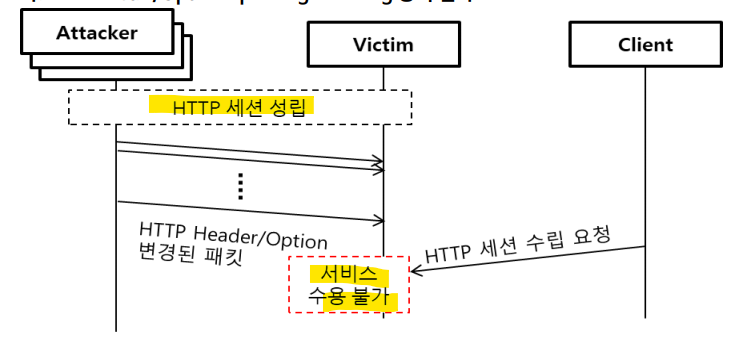 Attacker
Victim
Client
HTTP 세션 성립
HTTP Header/Option
변경된 패킷
HTTP 세션 수립 요청
서비스
수용 불가